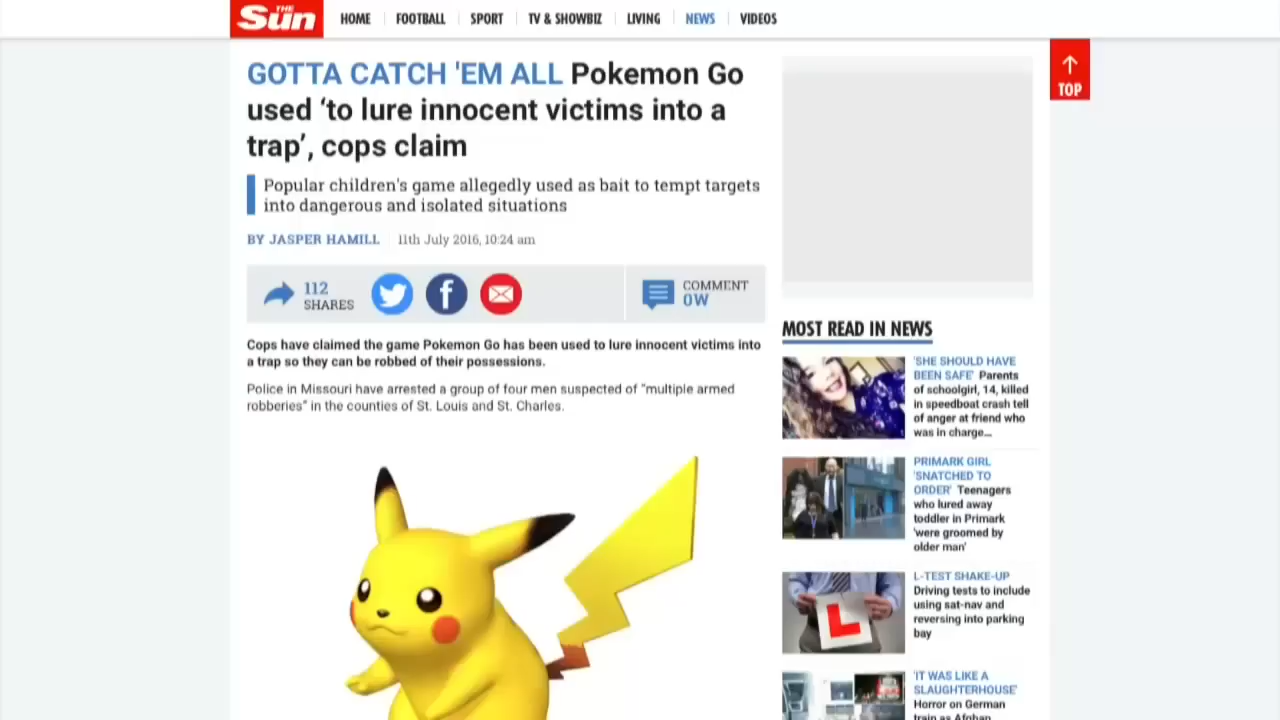 THE
Sun
HOME
FOOTBALL
SPORT
TV & SHOWBIZ
LIVING
NEWS
VIDEOS
TOP
GOTTA CATCH 'EM ALL Pokemon Go
used ‘to lure innocent victims into a
trap’, cops claim
Popular children's game allegedly used as bait to tempt targets
into dangerous and isolated situations
BY JASPER HAMILL
11th July 2016, 10:24 am
112
SHARES
COMMENT
0W
Cops have claimed the game Pokemon Go has been used to lure innocent victims into
a trap so they can be robbed of their possessions.
Police in Missouri have arrested a group of four men suspected of "multiple armed
robberies" in the counties of St. Louis and St. Charles.
MOST READ IN NEWS
'SHE SHOULD HAVE
BEEN SAFE' Parents
of schoolgirl, 14, killed
in speedboat crash tell
of anger at friend who
was in charge...
PRIMARK GIRL
'SNATCHED TO
ORDER' Teenagers
who lured away
toddler in Primark
'were groomed by
older man'
L-TEST SHAKE-UP
Driving tests to include
using sat-nav and
reversing into parking
bay
L
'IT WAS LIKE A
SLAUGHTERHOUSE'
Horror on German
train as Afghan